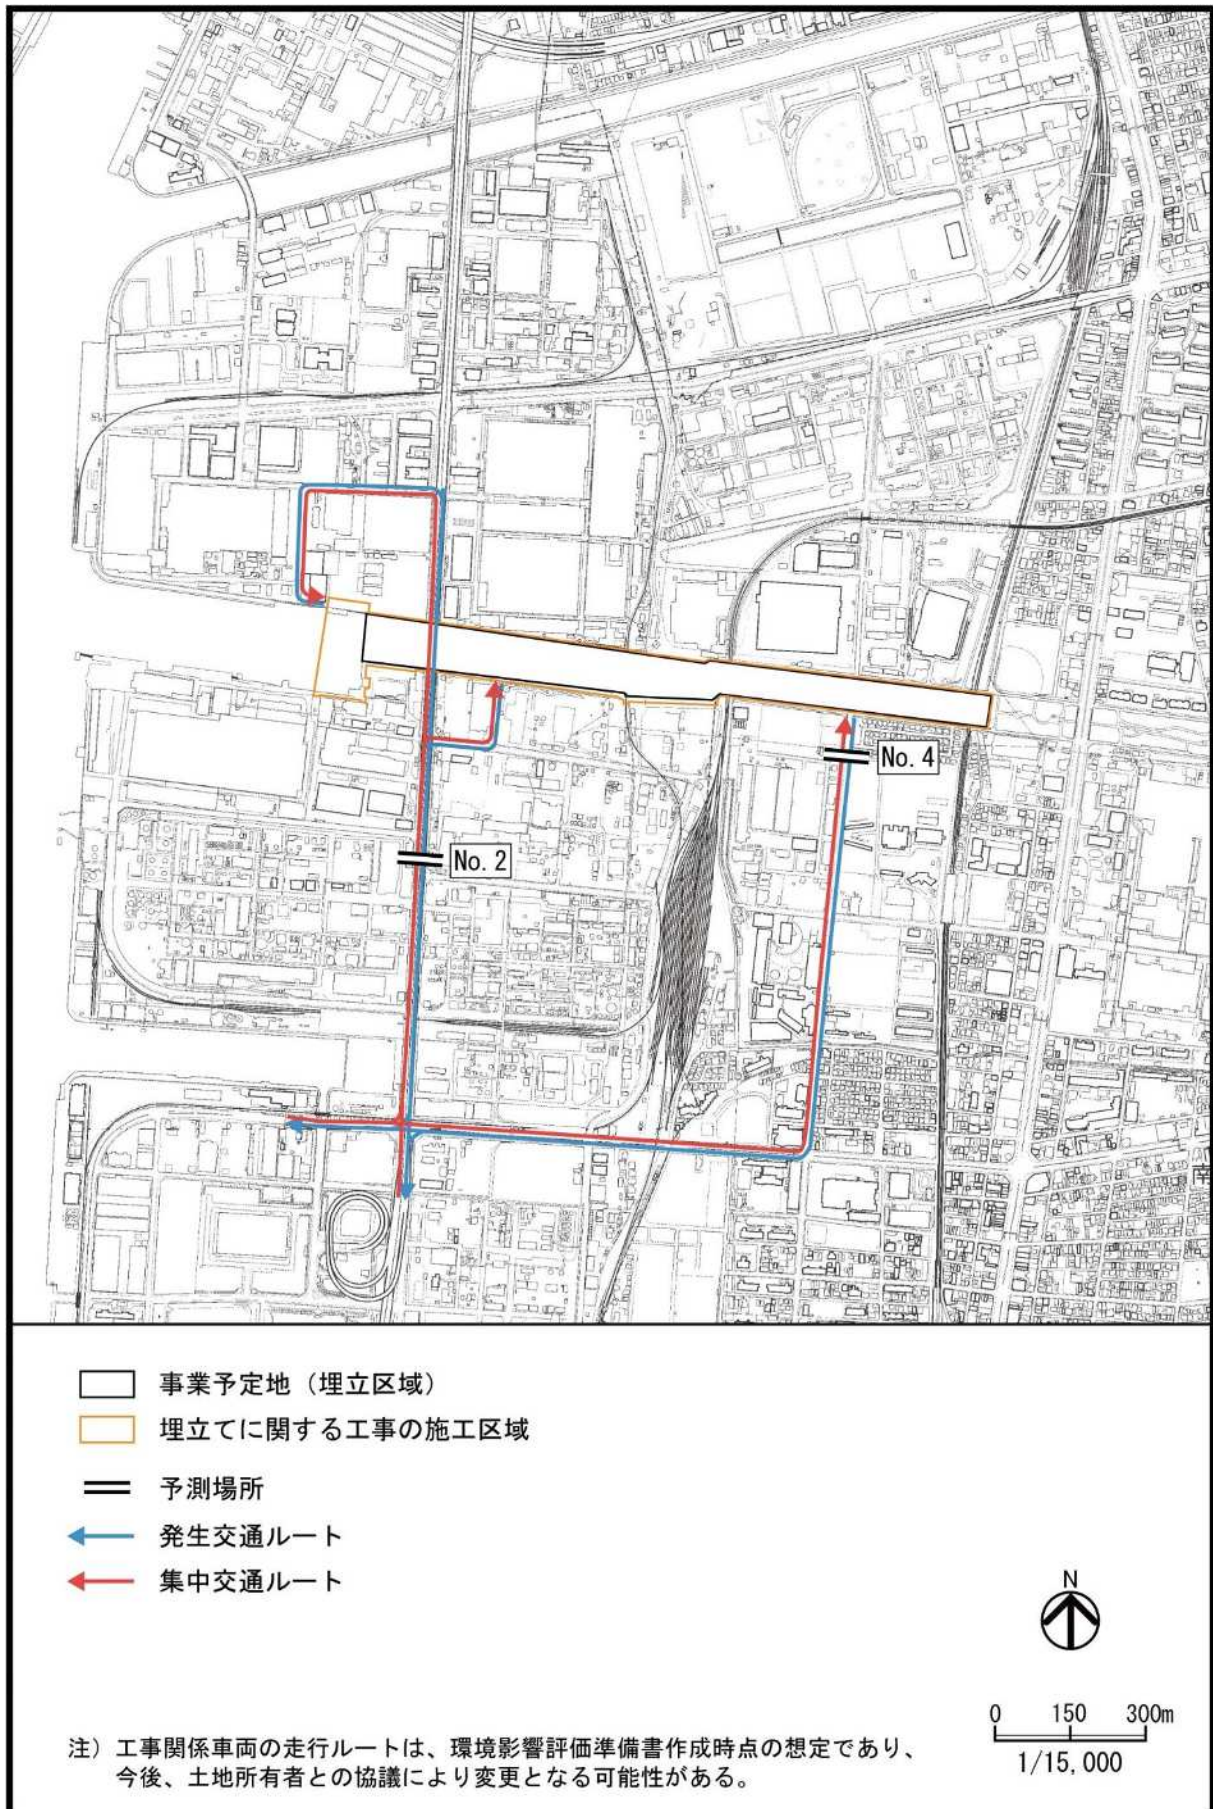 No. 4
No. 2
南
事業予定地（埋立区域）
埋立てに関する工事の施工区域
予測場所
発生交通ルート
集中交通ルート
N
0 150 300m
1/15,000
注）工事関係車両の走行ルートは、環境影響評価準備書作成時点の想定であり、
今後、土地所有者との協議により変更となる可能性がある。